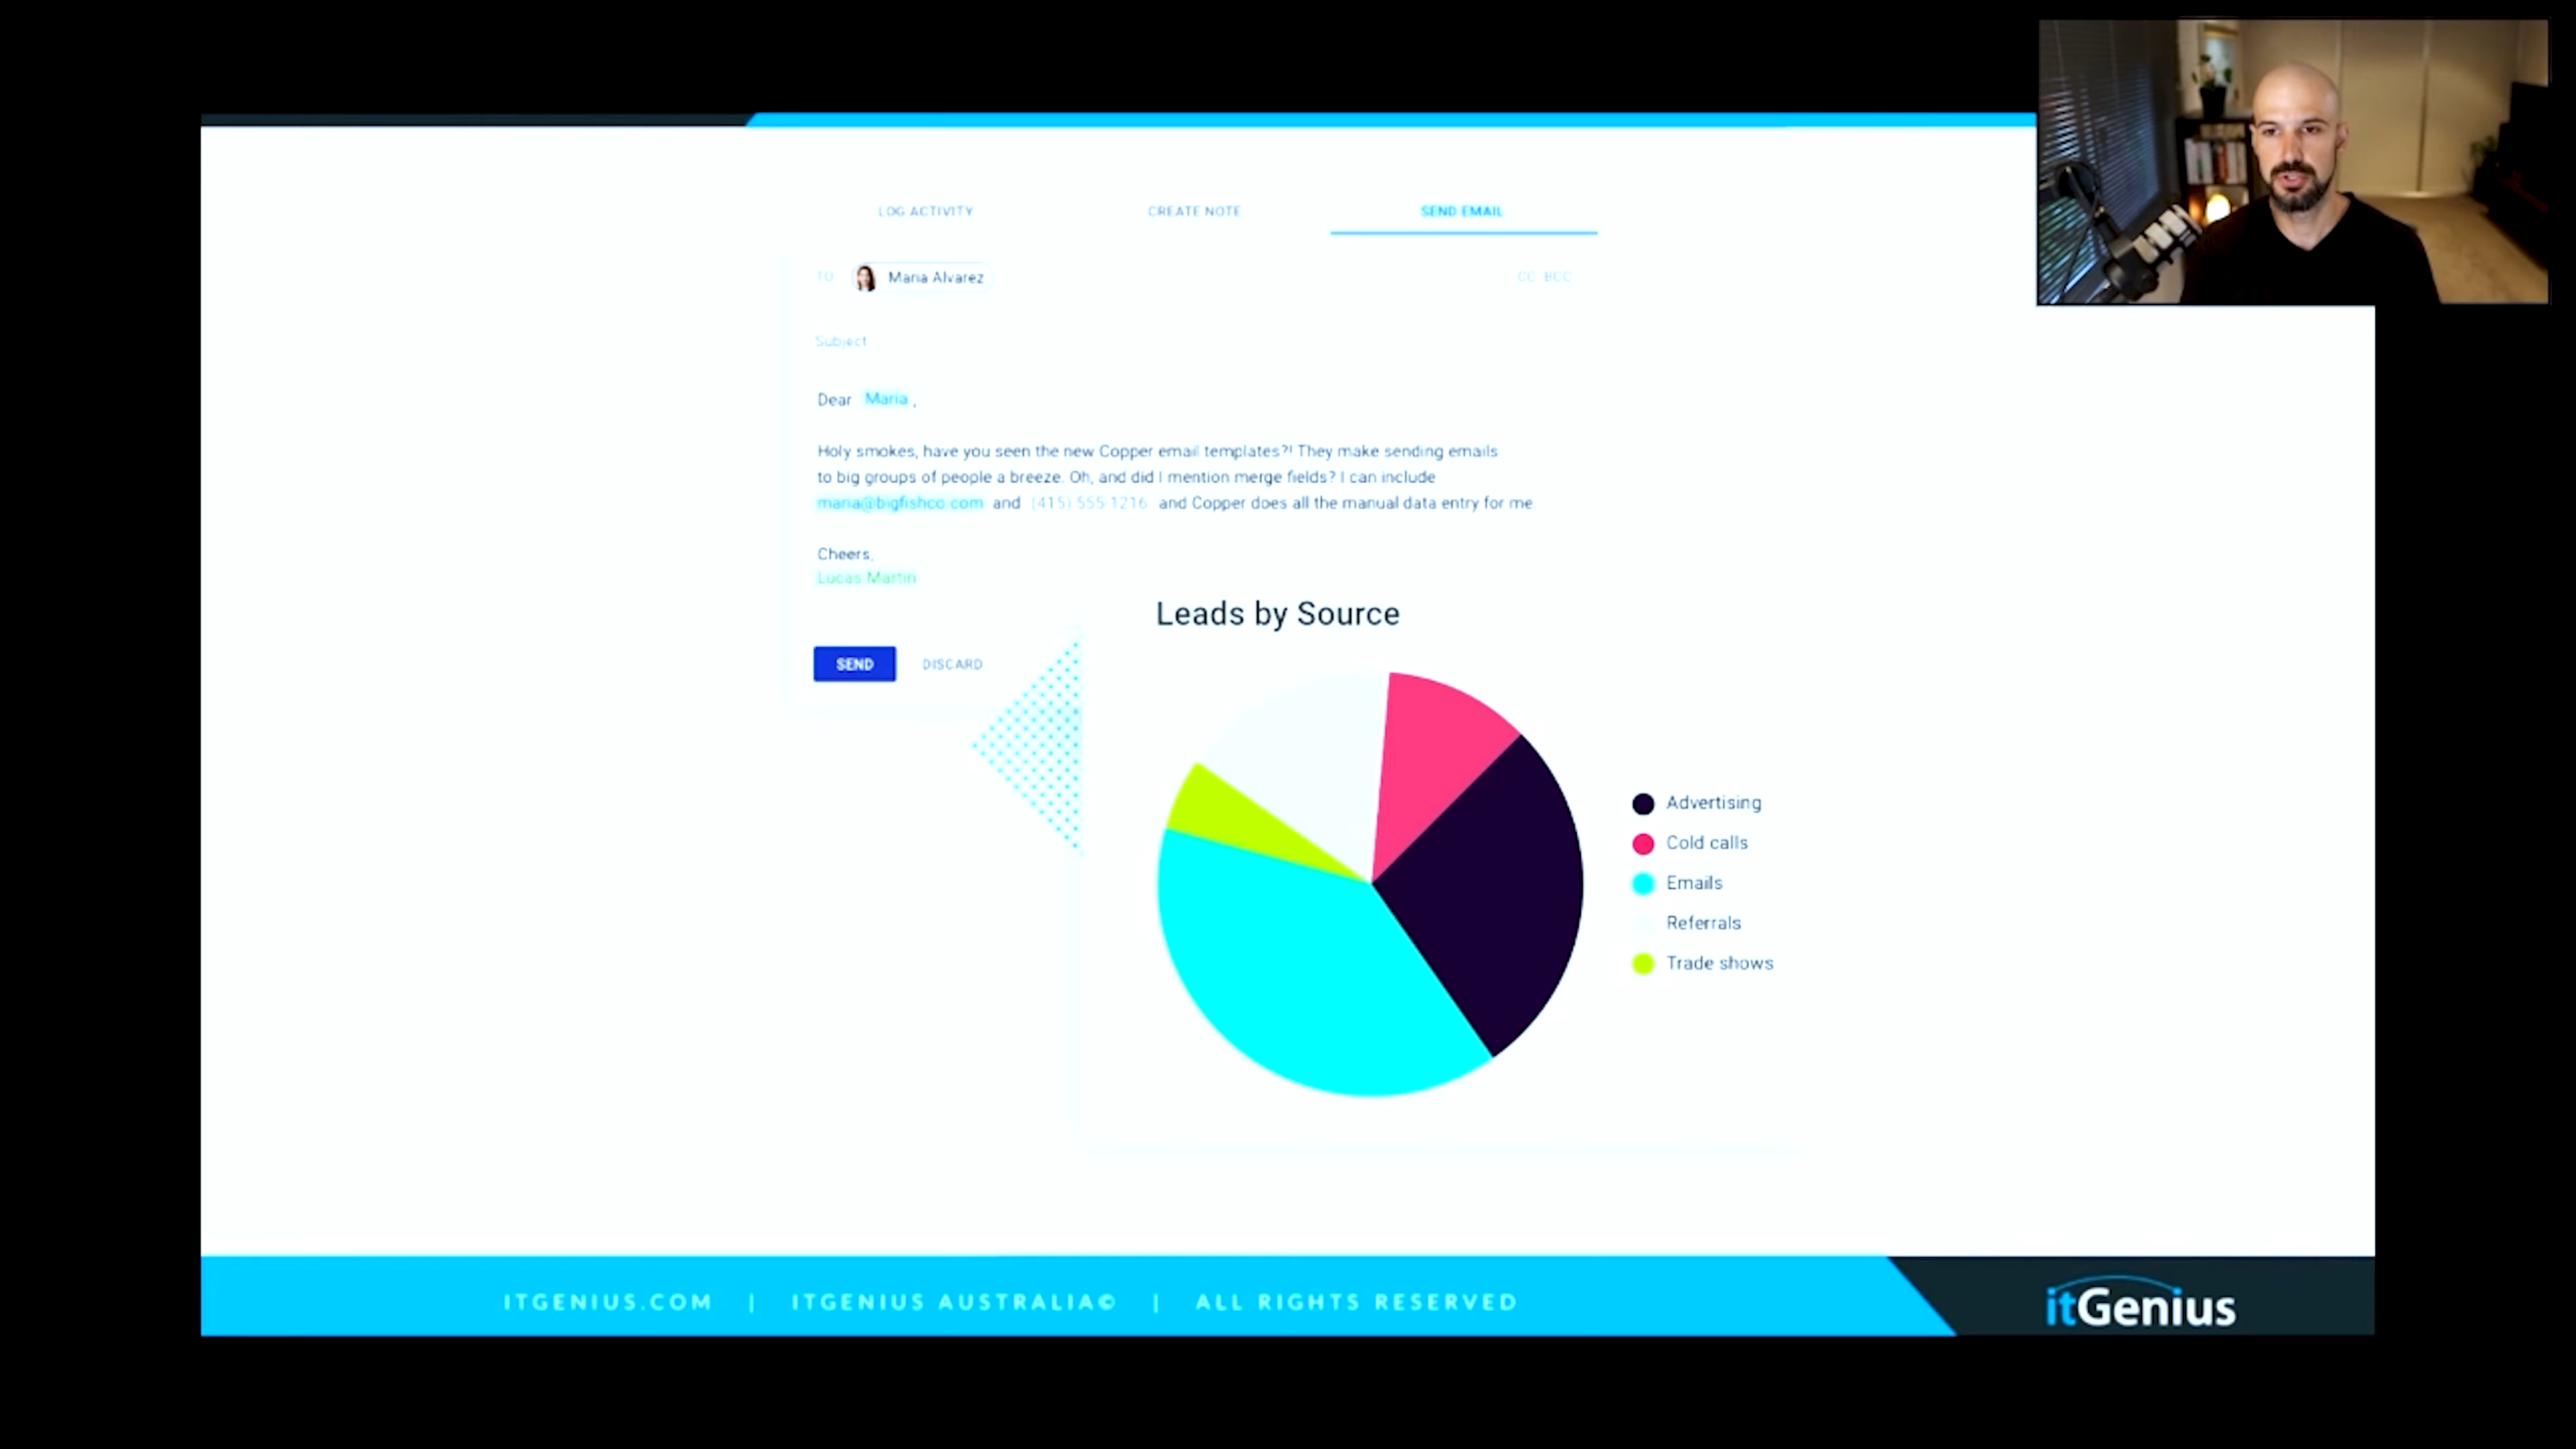 LOG ACTIVITY CREATE NOTE SEND EMAIL
TO Maria Alvarez CC BCC
Subject
Dear Maria ,
Holy smokes, have you seen the new Copper email templates?! They make sending emails
to big groups of people a breeze. Oh, and did I mention merge fields? I can include
maria@bigfishco.com and (415) 555-1216 and Copper does all the manual data entry for me
Cheers,
Lucas Martin
SEND DISCARD
Leads by Source
Advertising
Cold calls
Emails
Referrals
Trade shows
ITGENIUS.COM | ITGENIUS AUSTRALIA© | ALL RIGHTS RESERVED
itGenius